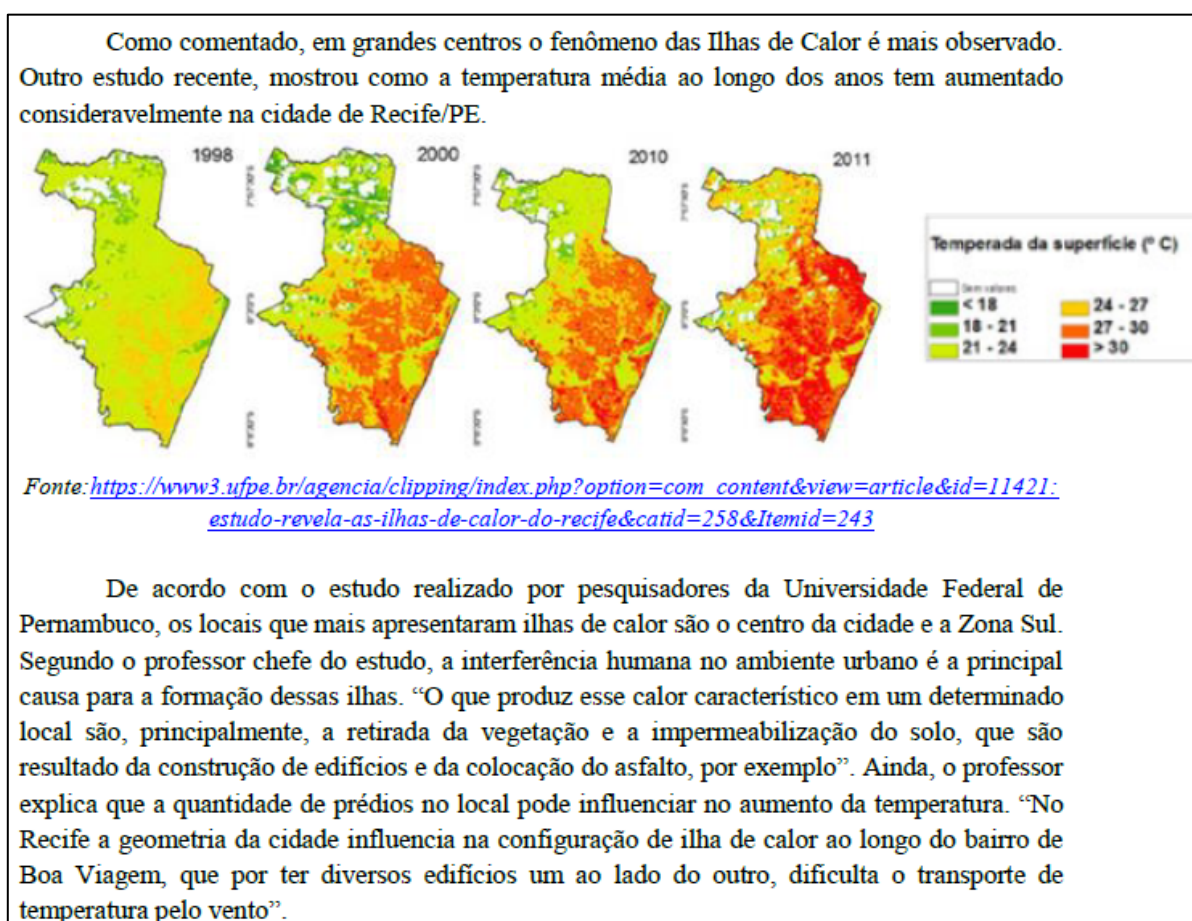 Como comentado, em grandes centros o fenômeno das Ilhas de Calor é mais observado.
Outro estudo recente, mostrou como a temperatura média ao longo dos anos tem aumentado
consideravelmente na cidade de Recife/PE.
1998
2000
2010
2011
Temperada da superfície (° C)
Sem valores
< 18
24 - 27
18 - 21
27 - 30
21 - 24
> 30
Fonte:https://www3.ufpe.br/agencia/clipping/index.php?option=com_content&view=article&id=11421:
estudo-revela-as-ilhas-de-calor-do-recife&catid=258&Itemid=243
De acordo com o estudo realizado por pesquisadores da Universidade Federal de
Pernambuco, os locais que mais apresentaram ilhas de calor são o centro da cidade e a Zona Sul.
Segundo o professor chefe do estudo, a interferência humana no ambiente urbano é a principal
causa para a formação dessas ilhas. “O que produz esse calor característico em um determinado
local são, principalmente, a retirada da vegetação e a impermeabilização do solo, que são
resultado da construção de edifícios e da colocação do asfalto, por exemplo”. Ainda, o professor
explica que a quantidade de prédios no local pode influenciar no aumento da temperatura. “No
Recife a geometria da cidade influencia na configuração de ilha de calor ao longo do bairro de
Boa Viagem, que por ter diversos edifícios um ao lado do outro, dificulta o transporte de
temperatura pelo vento”.